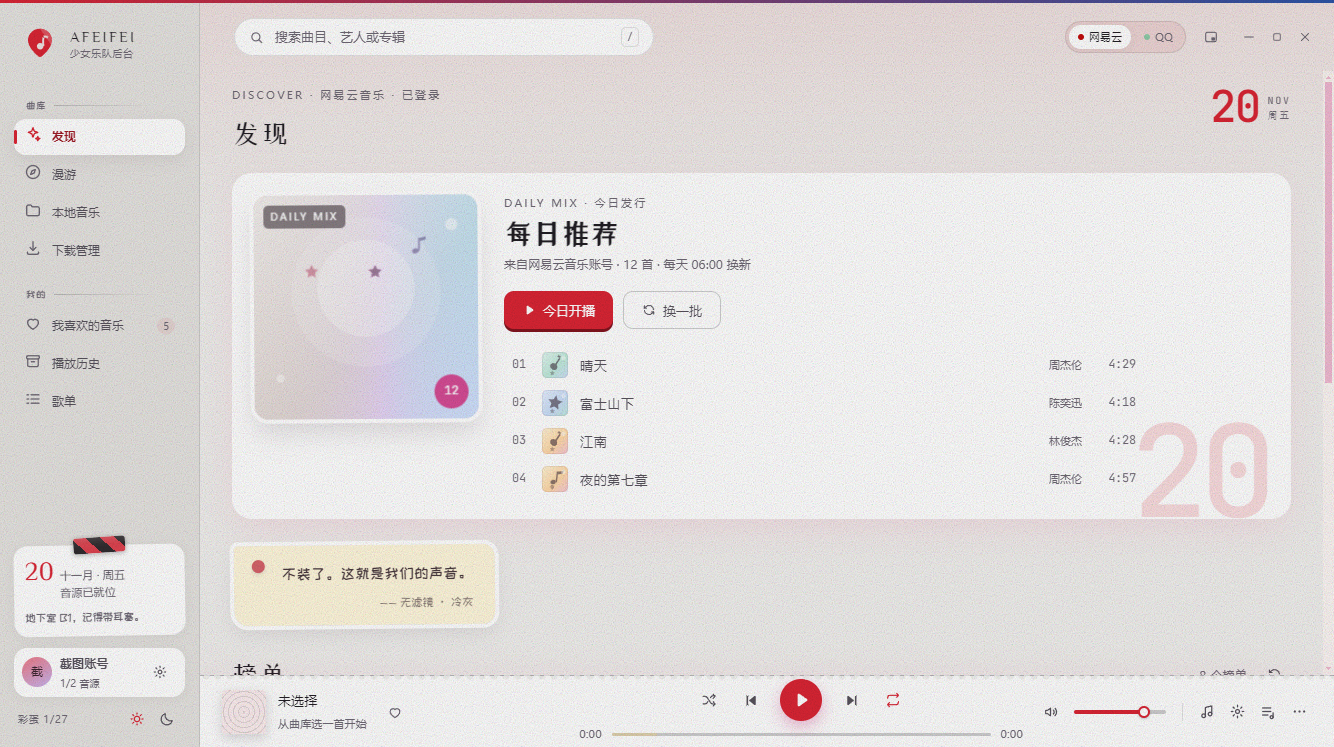 AFEIFEI
少女乐队后台
曲库
发现
漫游
本地音乐
下载管理
我的
我喜欢的音乐 5
播放历史
歌单
20 十一月 · 周五
音源已就位
地下室 B1，记得带耳塞。
截 截图账号
1/2 音源
彩蛋 1/27
搜索曲目、艺人或专辑 /
网易云 QQ
DISCOVER · 网易云音乐 · 已登录
发现
20 NOV
周五
DAILY MIX
12
DAILY MIX · 今日发行
每日推荐
来自网易云音乐账号 · 12 首 · 每天 06:00 换新
今日开播 换一批
01 晴天 周杰伦 4:29
02 富士山下 陈奕迅 4:18
03 江南 林俊杰 4:28
04 夜的第七章 周杰伦 4:57
20
不装了。这就是我们的声音。
—— 无滤镜 · 冷灰
榜单
个榜单
未选择
从曲库选一首开始
0:00 0:00